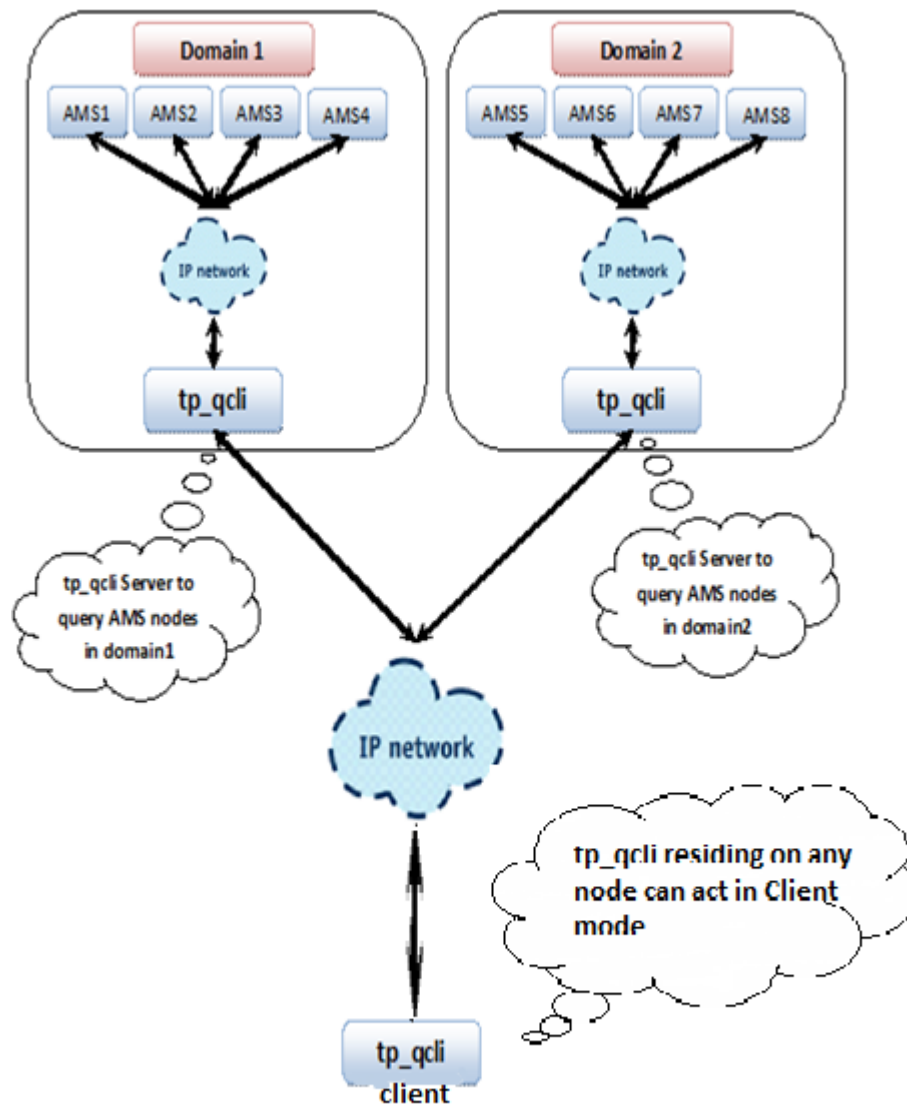 Domain 1
AMS1
AMS2
AMS3
AMS4
IP network
tp_qcli
Domain 2
AMS5
AMS6
AMS7
AMS8
IP network
tp_qcli
tp_qcli Server to
query AMS nodes
in domain1
tp_qcli Server to
query AMS nodes
in domain2
IP network
tp_qcli residing on any
node can act in Client
mode
tp_qcli
client